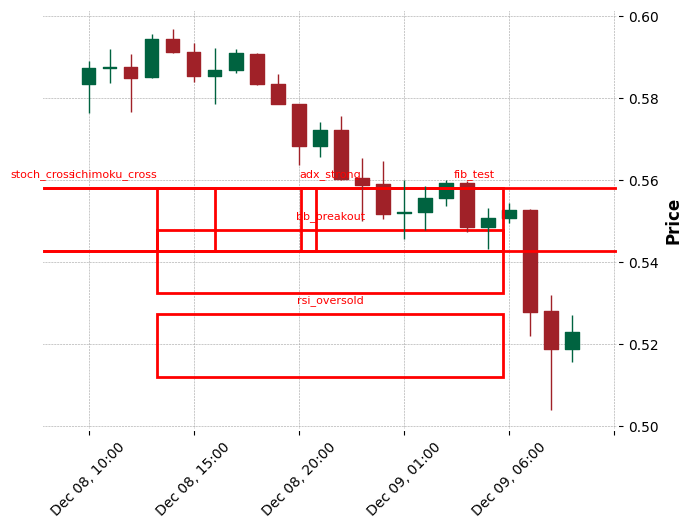 0.60
0.58
0.56
0.54
0.52
0.50
Price
stoch_cross
ichimoku_cross
adx_strong
fib_test
bb_breakout
rsi_oversold
Dec 08, 10:00
Dec 08, 15:00
Dec 08, 20:00
Dec 09, 01:00
Dec 09, 06:00